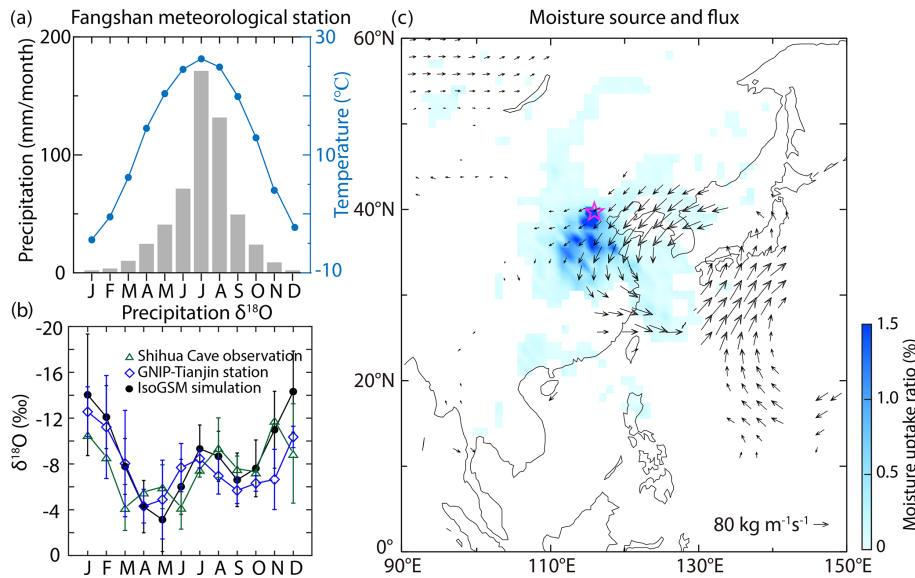 (a) Fangshan meteorological station
200
100
0
Precipitation (mm/month)
30
10
-10
Temperature (℃)
J F M A M J J A S O N D
(b) Precipitation δ¹⁸O
-20
-16
-12
-8
-4
0
δ¹⁸O (‰)
Shihua Cave observation
GNIP-Tianjin station
IsoGSM simulation
J F M A M J J A S O N D
(c) Moisture source and flux
60°N
40°N
20°N
0°
90°E 110°E 130°E 150°E
80 kg m⁻¹s⁻¹
1.5
1.0
0.5
0
Moisture uptake ratio (%)